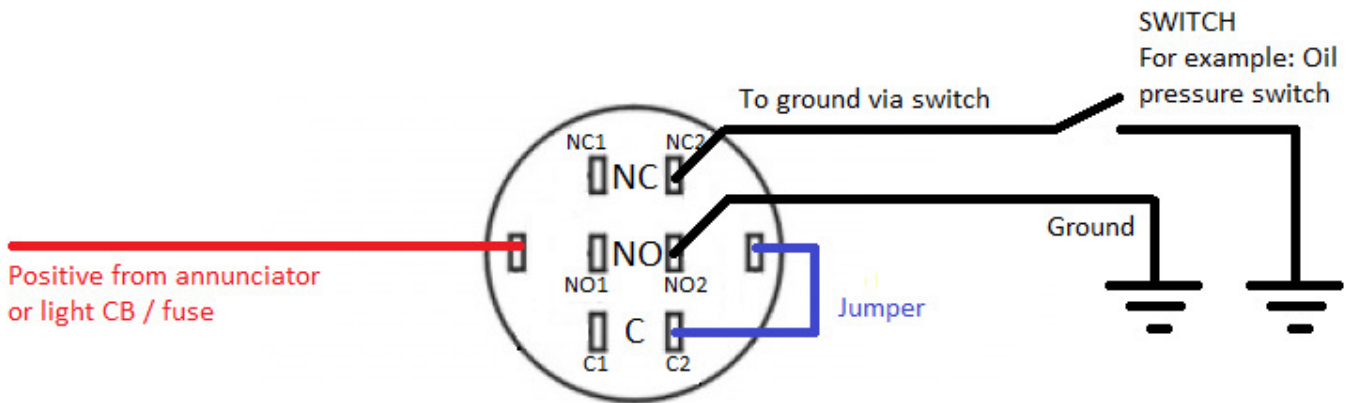 SWITCH
For example: Oil
pressure switch
To ground via switch
NC1
NC2
NC
Ground
NO
Positive from annunciator
or light CB / fuse
NO1
NO2
Jumper
C
C1
C2